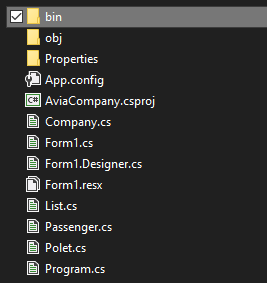 bin
obj
Properties
App.config
AviaCompany.csproj
Company.cs
Form1.cs
Form1.Designer.cs
Form1.resx
List.cs
Passenger.cs
Polet.cs
Program.cs